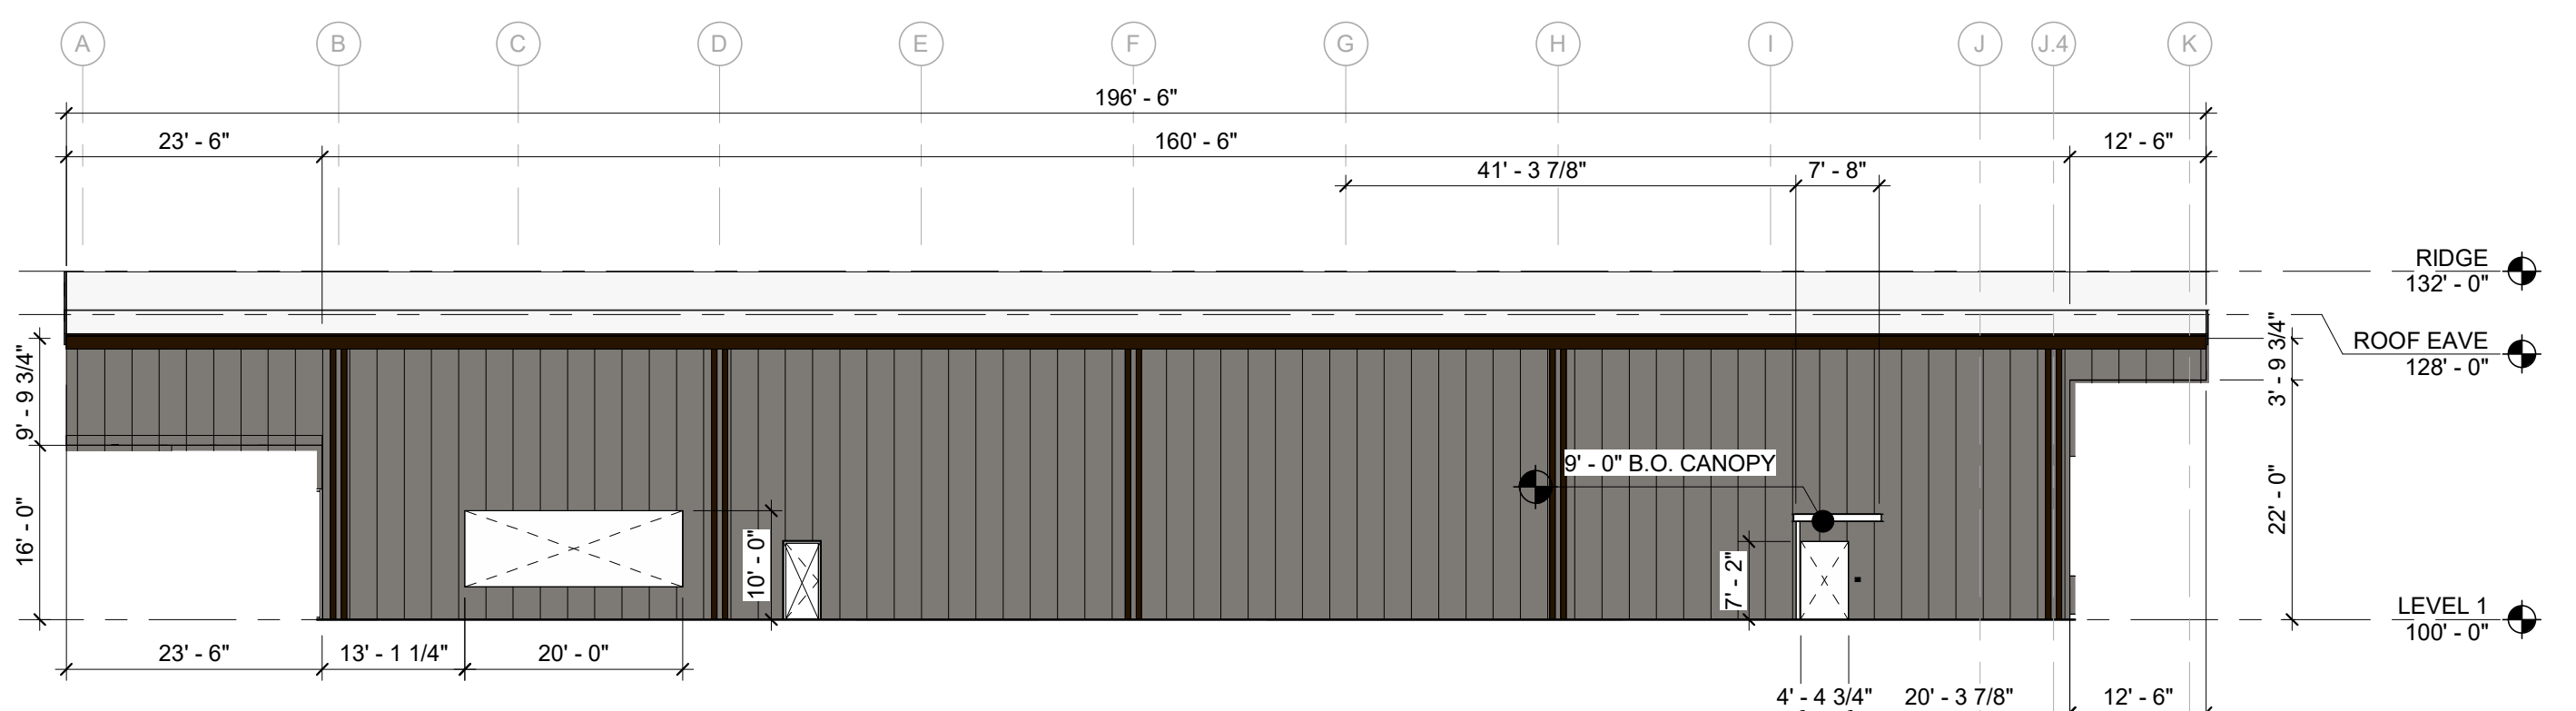 A B C D E F G H I J J.4 K
196' - 6"
23' - 6" 160' - 6" 12' - 6"
41' - 3 7/8" 7' - 8"
RIDGE
132' - 0"
ROOF EAVE
128' - 0"
9' - 9 3/4"
3' - 9 3/4"
9' - 0" B.O. CANOPY
16' - 0"
10' - 0"
7' - 2"
22' - 0"
LEVEL 1
100' - 0"
23' - 6" 13' - 1 1/4" 20' - 0"
4' - 4 3/4" 20' - 3 7/8" 12' - 6"